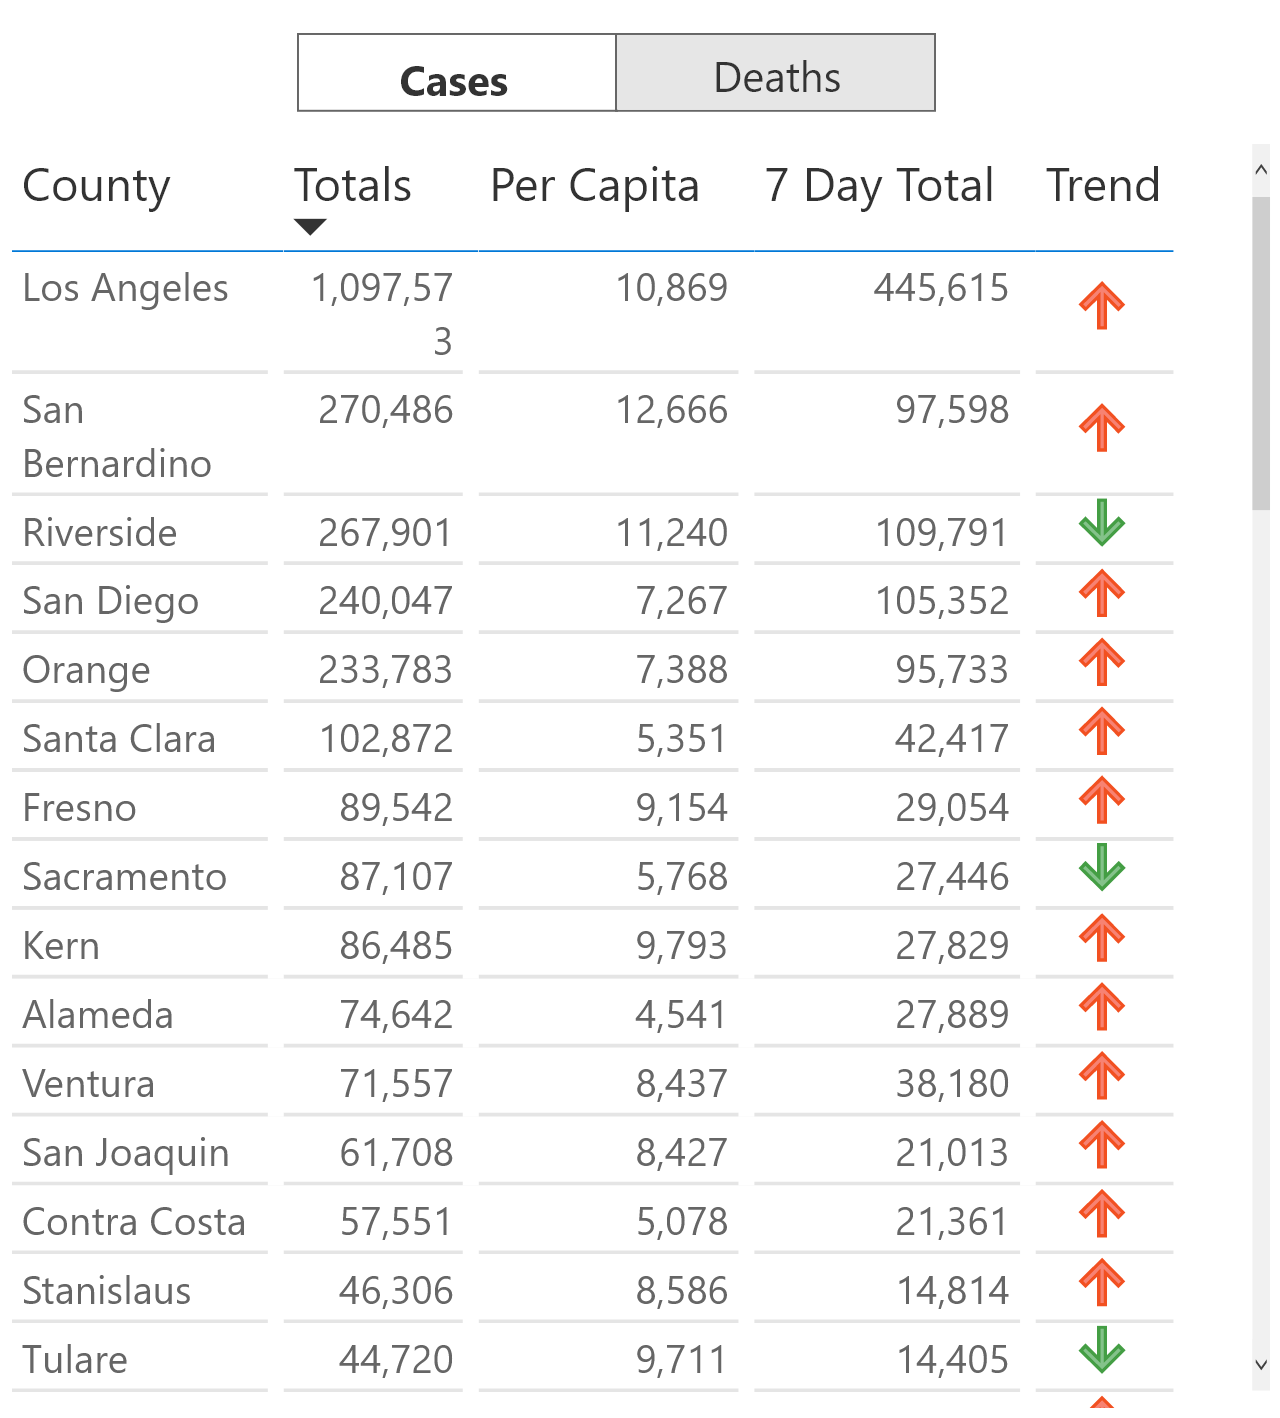 Cases Deaths
County Totals Per Capita 7 Day Total Trend
Los Angeles 1,097,57 10,869 445,615
3
San 270,486 12,666 97,598
Bernardino
Riverside 267,901 11,240 109,791
San Diego 240,047 7,267 105,352
Orange 233,783 7,388 95,733
Santa Clara 102,872 5,351 42,417
Fresno 89,542 9,154 29,054
Sacramento 87,107 5,768 27,446
Kern 86,485 9,793 27,829
Alameda 74,642 4,541 27,889
Ventura 71,557 8,437 38,180
San Joaquin 61,708 8,427 21,013
Contra Costa 57,551 5,078 21,361
Stanislaus 46,306 8,586 14,814
Tulare 44,720 9,711 14,405